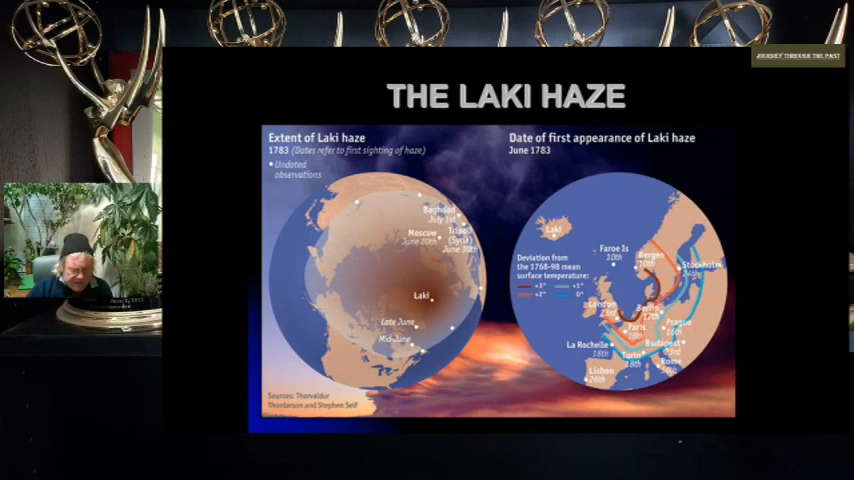 JOURNEY THROUGH THE PAST
THE LAKI HAZE
Extent of Laki haze
1783 (Dates refer to first sighting of haze)
• Undated
observations
Baghdad
July 1st
Moscow
June 20th
Tripoli
(Syria)
June 30th
Laki
Late June
Mid-June
Sources: Thorvaldur
Thordarson and Stephen Self
Date of first appearance of Laki haze
June 1783
Laki
Faroe Is
10th
Bergen
Stockholm
Deviation from
the 1768-98 mean
surface temperature:
+3° +1°
+2° 0°
London
23rd
Berlin
17th
Prague
16th
Paris
18th
La Rochelle
18th
Budapest
23rd
Turin
18th
Rome
Lisbon
26th